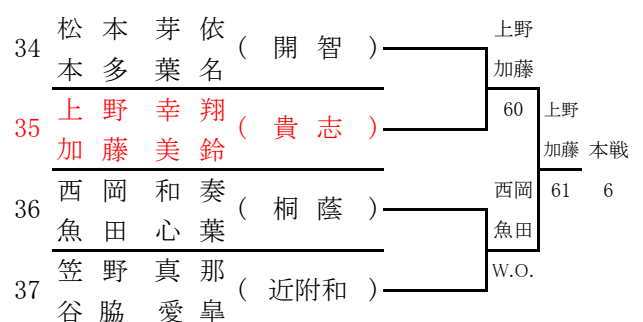 34 松本 芽依 本多 葉名 ( 開智 )
35 上野 幸翔 加藤 美鈴 ( 貴志 )
36 西岡 和奏 魚田 心葉 ( 桐蔭 )
37 笠野 真那 谷脇 愛皐 ( 近附和 )
上野
加藤
60
西岡
魚田
W.O.
上野
加藤
61
本戦
6